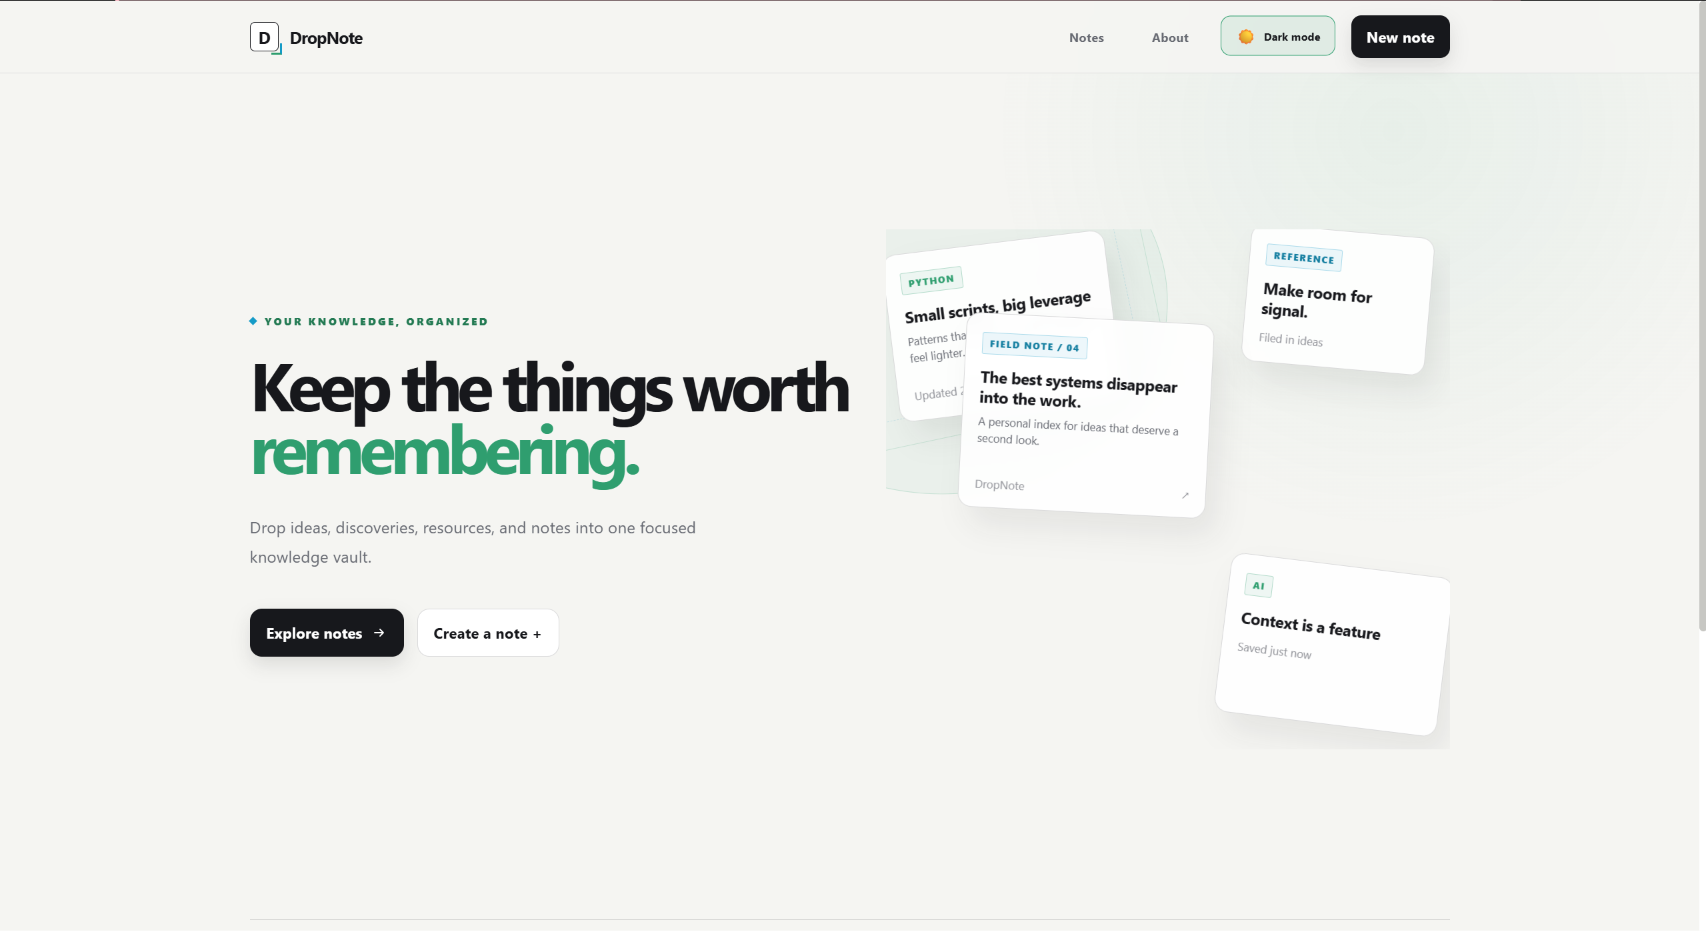 D DropNote
Notes
About
Dark mode
New note
YOUR KNOWLEDGE, ORGANIZED
Keep the things worth
remembering.
Drop ideas, discoveries, resources, and notes into one focused
knowledge vault.
Explore notes →
Create a note +
PYTHON
Small scripts, big leverage
Patterns
feel lighter.
Updated
FIELD NOTE / 04
The best systems disappear
into the work.
A personal index for ideas that deserve a
second look.
DropNote ↗
REFERENCE
Make room for
signal.
Filed in ideas
AI
Context is a feature
Saved just now